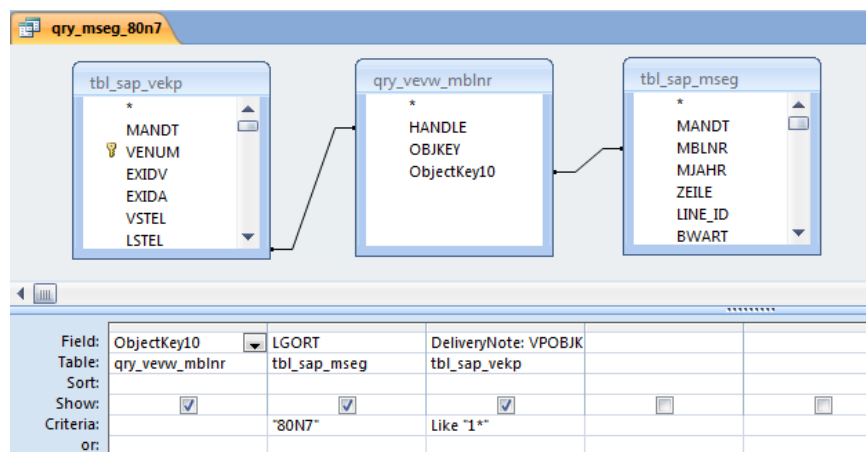 qry_mseg_80n7
tbl_sap_vekp
*
MANDT
VENUM
EXIDV
EXIDA
VSTEL
LSTEL
qry_vevw_mblnr
*
HANDLE
OBJKEY
ObjectKey10
tbl_sap_mseg
*
MANDT
MBLNR
MJAHR
ZEILE
LINE_ID
BWART
Field: ObjectKey10 LGORT DeliveryNote: VPOBJK
Table: qry_vevw_mblnr tbl_sap_mseg tbl_sap_vekp
Sort:
Show:
Criteria: "80N7" Like "1*"
or: